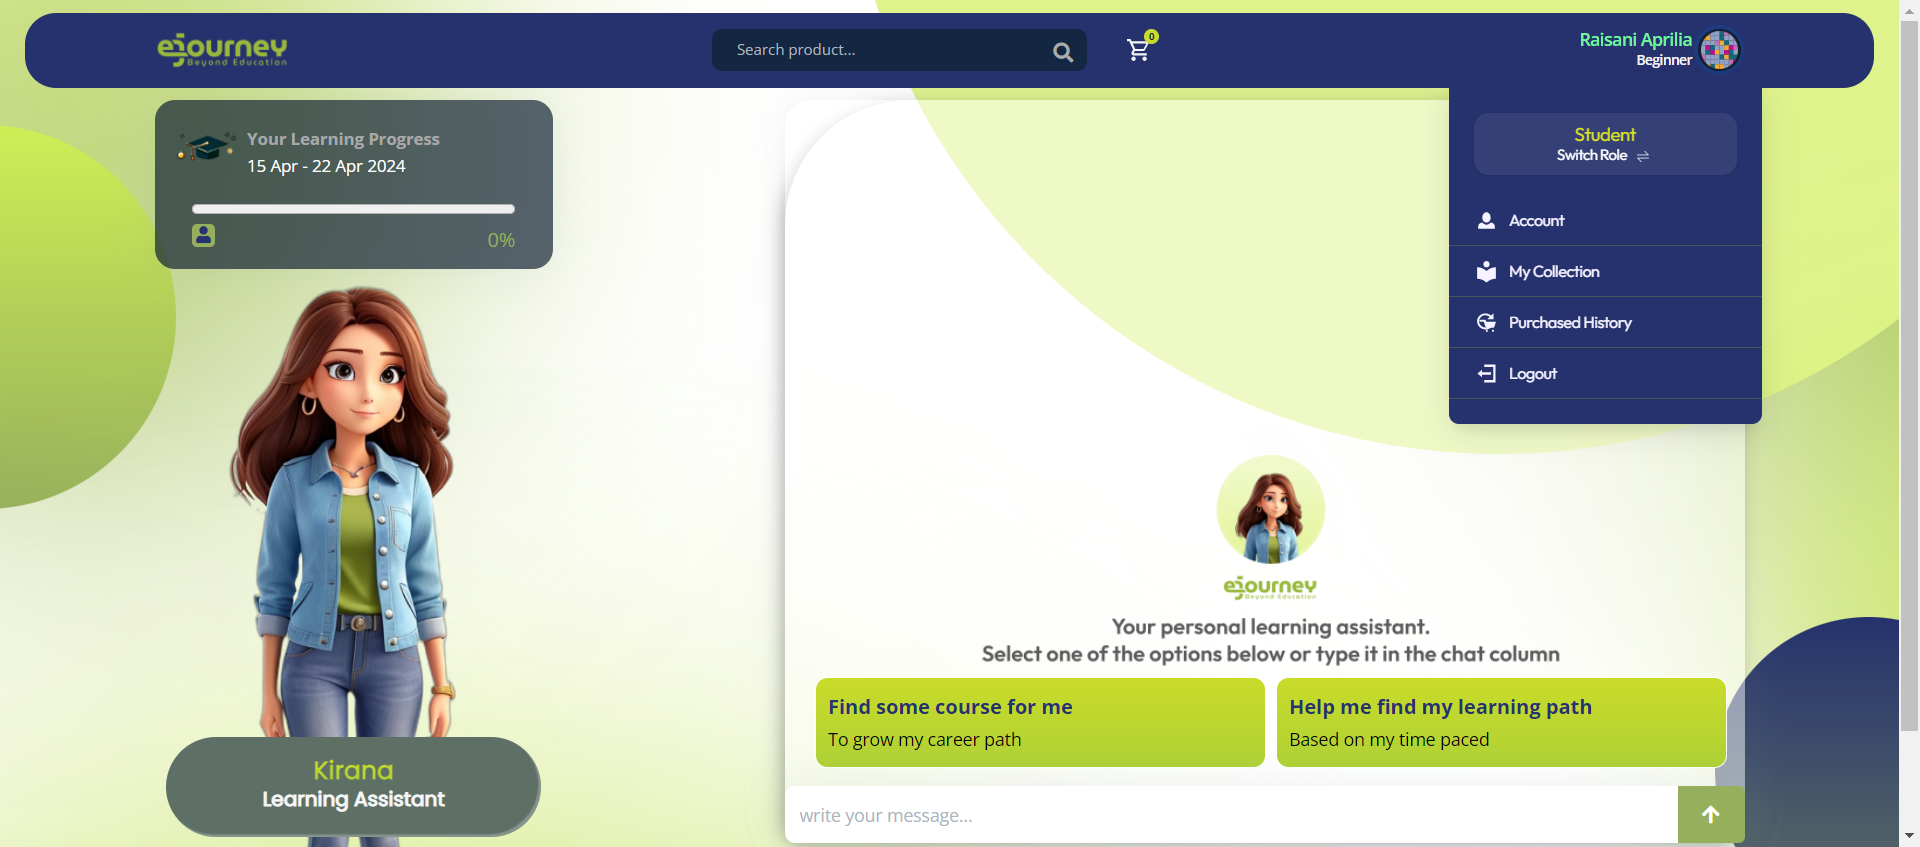 ejourney
Beyond Education
Search product...
0
Raisani Aprilia
Beginner
Your Learning Progress
15 Apr - 22 Apr 2024
0%
Student
Switch Role
Account
My Collection
Purchased History
Logout
Kirana
Learning Assistant
ejourney
Beyond Education
Your personal learning assistant.
Select one of the options below or type it in the chat column
Find some course for me
To grow my career path
Help me find my learning path
Based on my time paced
write your message...